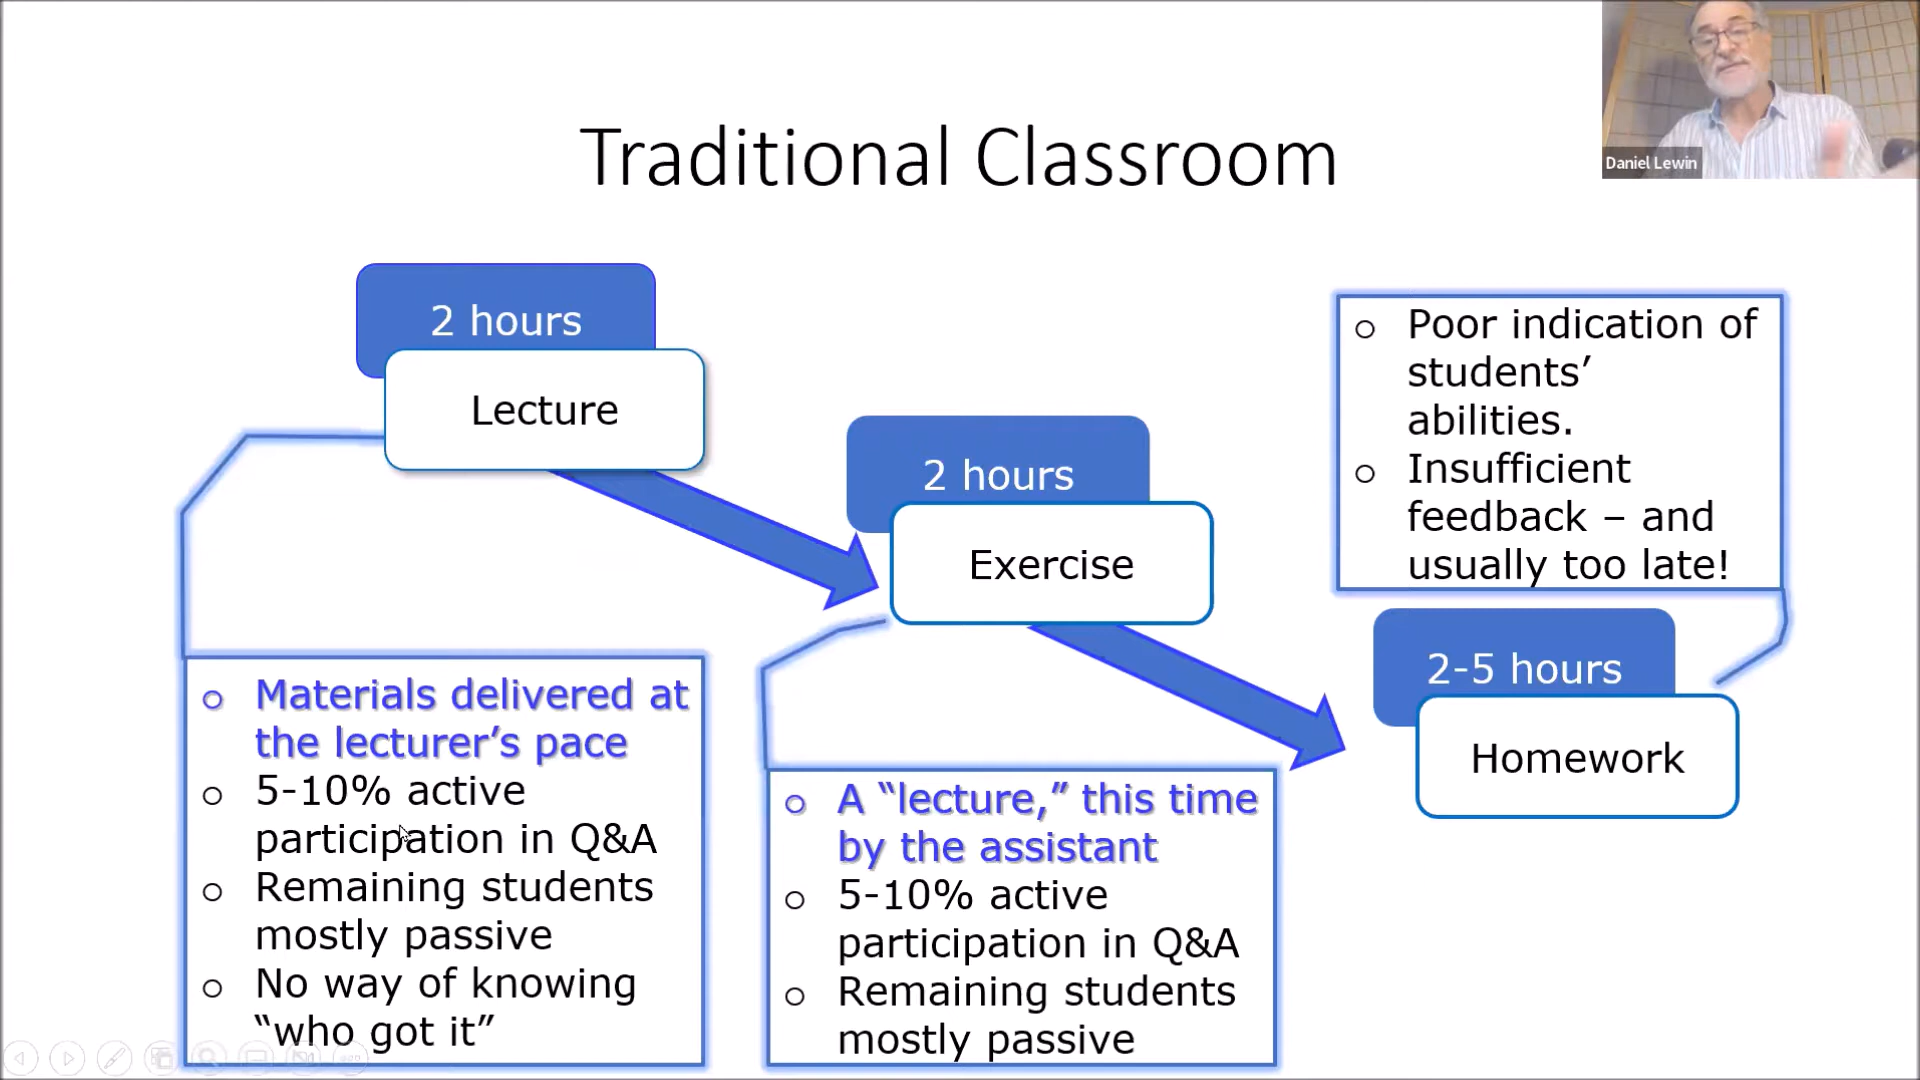 Daniel Lewin
Traditional Classroom
2 hours
Lecture
2 hours
Exercise
2-5 hours
Homework
o Materials delivered at
the lecturer’s pace
o 5-10% active
participation in Q&A
o Remaining students
mostly passive
o No way of knowing
“who got it”
o A “lecture,” this time
by the assistant
o 5-10% active
participation in Q&A
o Remaining students
mostly passive
o Poor indication of
students’
abilities.
o Insufficient
feedback – and
usually too late!